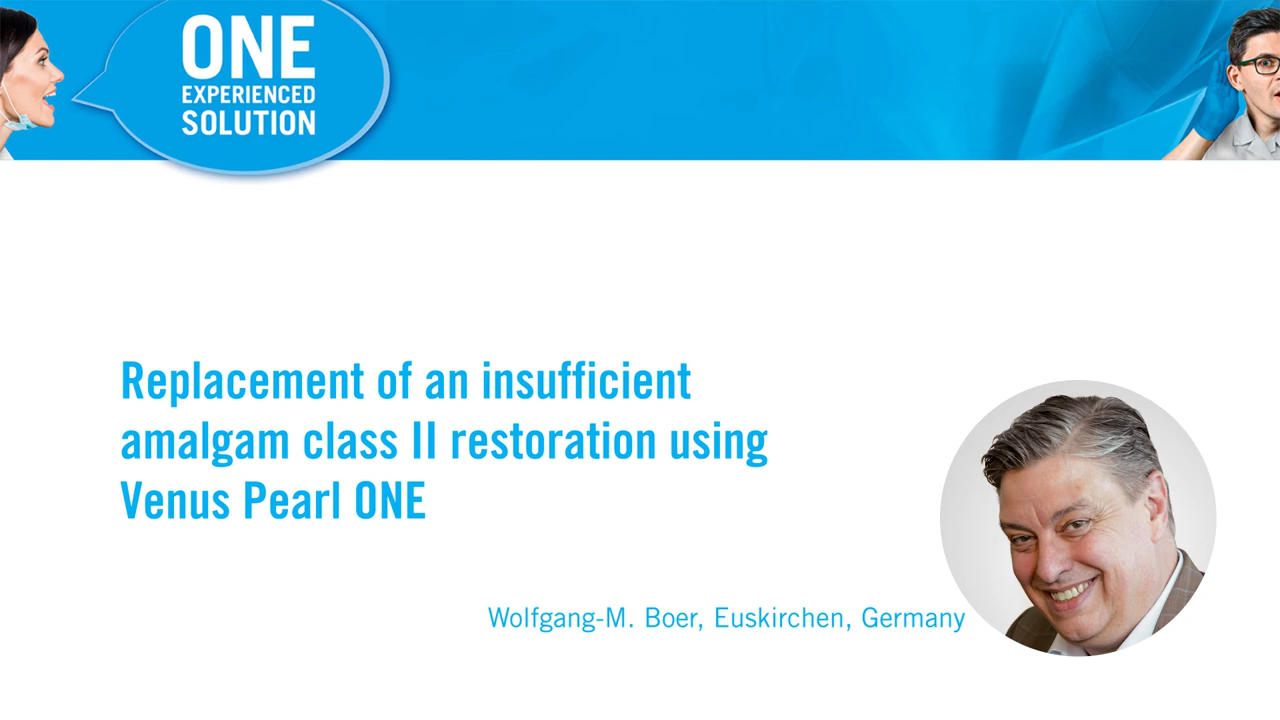 ONE
EXPERIENCED
SOLUTION
Replacement of an insufficient
amalgam class II restoration using
Venus Pearl ONE
Wolfgang-M. Boer, Euskirchen, Germany